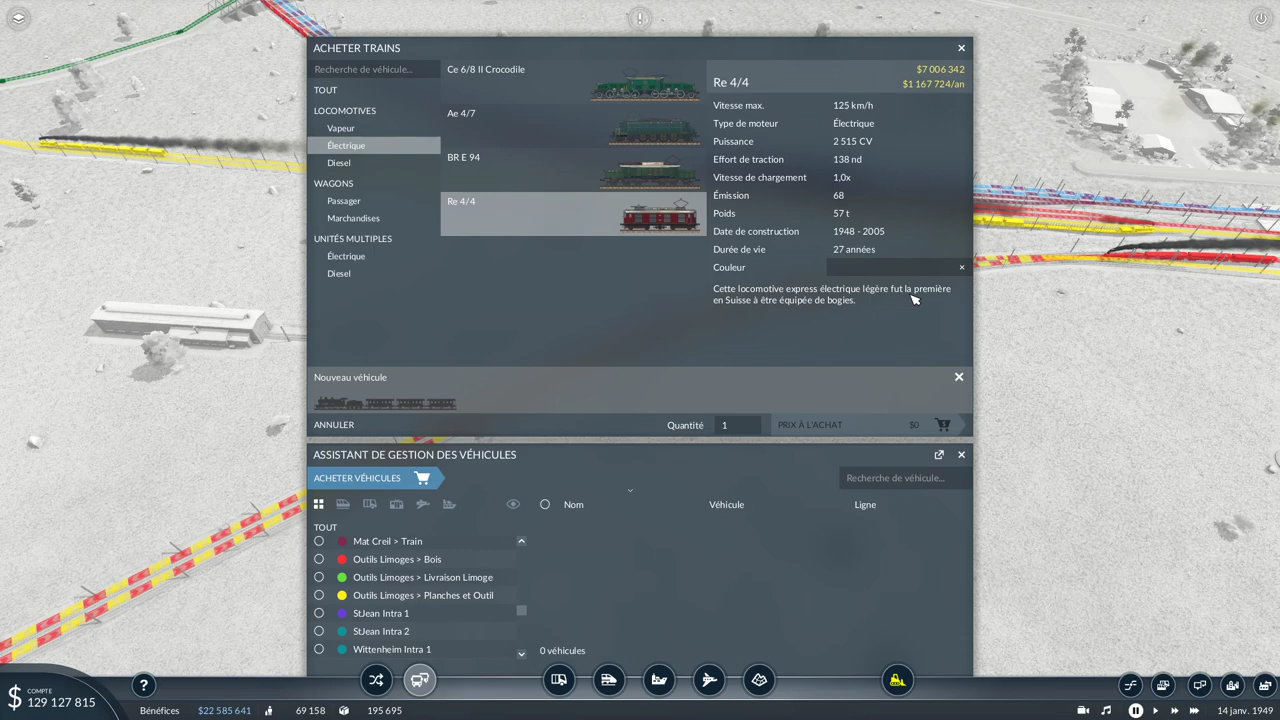 ACHETER TRAINS
Recherche de véhicule...
TOUT
LOCOMOTIVES
Vapeur
Électrique
Diesel
WAGONS
Passager
Marchandises
UNITÉS MULTIPLES
Électrique
Diesel
Ce 6/8 II Crocodile
Ae 4/7
BR E 94
Re 4/4
$7 006 342
Re 4/4
$1 167 724/an
Vitesse max. 125 km/h
Type de moteur Électrique
Puissance 2 515 CV
Effort de traction 138 nd
Vitesse de chargement 1,0x
Émission 68
Poids 57 t
Date de construction 1948 - 2005
Durée de vie 27 années
Couleur
Cette locomotive express électrique légère fut la première
en Suisse à être équipée de bogies.
Nouveau véhicule
ANNULER Quantité 1 PRIX À L'ACHAT $0
ASSISTANT DE GESTION DES VÉHICULES
ACHETER VÉHICULES Recherche de véhicule...
Nom Véhicule Ligne
TOUT
Mat Creil > Train
Outils Limoges > Bois
Outils Limoges > Livraison Limoge
Outils Limoges > Planches et Outil
StJean Intra 1
StJean Intra 2
Wittenheim Intra 1
0 véhicules
COMPTE
$ 129 127 815
?
Bénéfices $22 585 641 69 158 195 695 14 janv. 1949